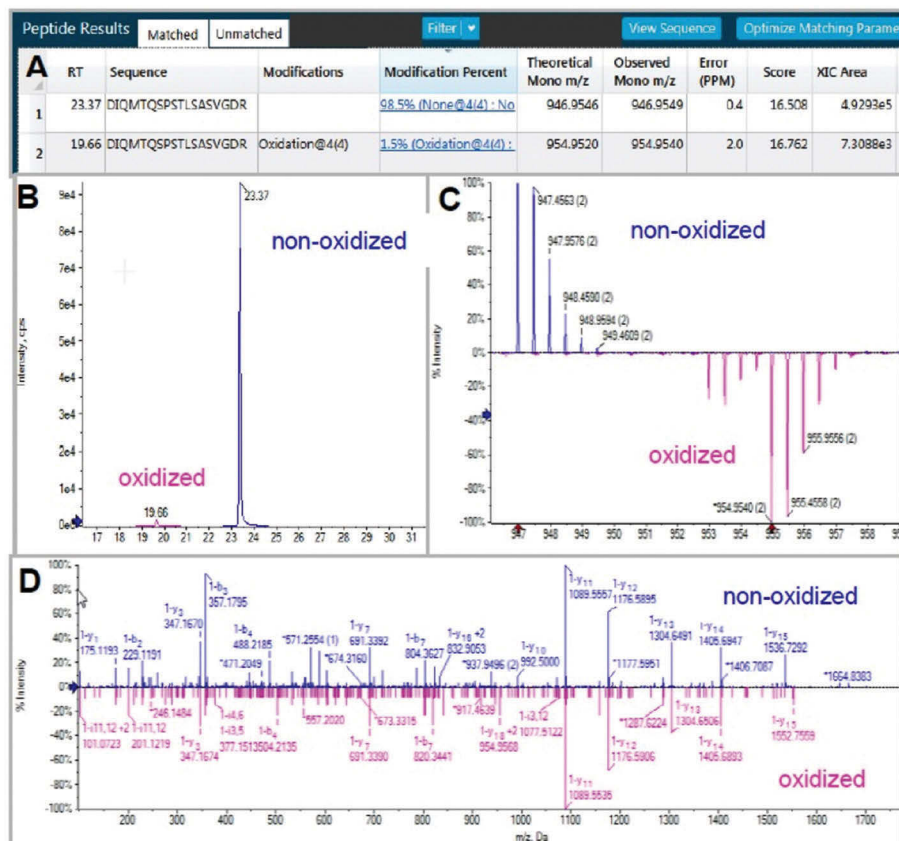 Peptide Results Matched Unmatched Filter View Sequence Optimize Matching Parame
A RT Sequence Modifications Modification Percent Theoretical Mono m/z Observed Mono m/z Error (PPM) Score XIC Area
1 23.37 DIQMTQSPSTLSASVGDR 98.5% (None@4(4) : No 946.9546 946.9549 0.4 16.508 4.9293e5
2 19.66 DIQMTQSPSTLSASVGDR Oxidation@4(4) 1.5% (Oxidation@4(4) : 954.9520 954.9540 2.0 16.762 7.3088e3
B
Intensity, cps
9e4
8e4
7e4
6e4
5e4
4e4
3e4
2e4
1e4
0e0
23.37
non-oxidized
oxidized
19.66
17 18 19 20 21 22 23 24 25 26 27 28 29 30 31
C
% Intensity
100%
80%
60%
40%
20%
0%
-20%
-40%
-60%
-80%
-100%
947.4563 (2)
non-oxidized
947.9576 (2)
948.4590 (2)
948.9594 (2)
949.4609 (2)
oxidized
955.9556 (2)
*954.9540 (2)
955.4558 (2)
947 948 949 950 951 952 953 954 955 956 957 958
D
% Intensity
100%
80%
60%
40%
20%
0%
-20%
-40%
-60%
-80%
-100%
non-oxidized
1-y1
175.1193
1-b2
229.1191
1-y3
347.1670
1-b3
357.1795
1-b4
488.2185
*471.2049
*571.2554 (1)
*674.3160
1-y7
691.3392
1-b7
804.3627
1-y16 +2
832.9053
*937.9496 (2)
1-y10
992.5000
1-y11
1089.5557
1-y12
1176.5895
*1177.5951
1-y13
1304.6491
1-y14
1405.6947
*1406.7087
1-y15
1536.7292
*1664.8383
1-i11,12 +2
101.0723
1-i11,12
201.1219
*246.1484
1-y3
347.1674
1-i4,6
1-i3,5
377.1513
1-b4
504.2135
*557.2020
*673.3315
1-y7
691.3390
1-b7
820.3441
*917.4639
1-y18 +2
954.9568
1-i3,12
1077.5122
1-y11
1089.5535
1-y12
1176.5906
*1287.6224
1-y13
1304.6506
1-y14
1405.6893
1-y15
1552.7559
oxidized
200 300 400 500 600 700 800 900 1000 1100 1200 1300 1400 1500 1600 1700
m/z, Da